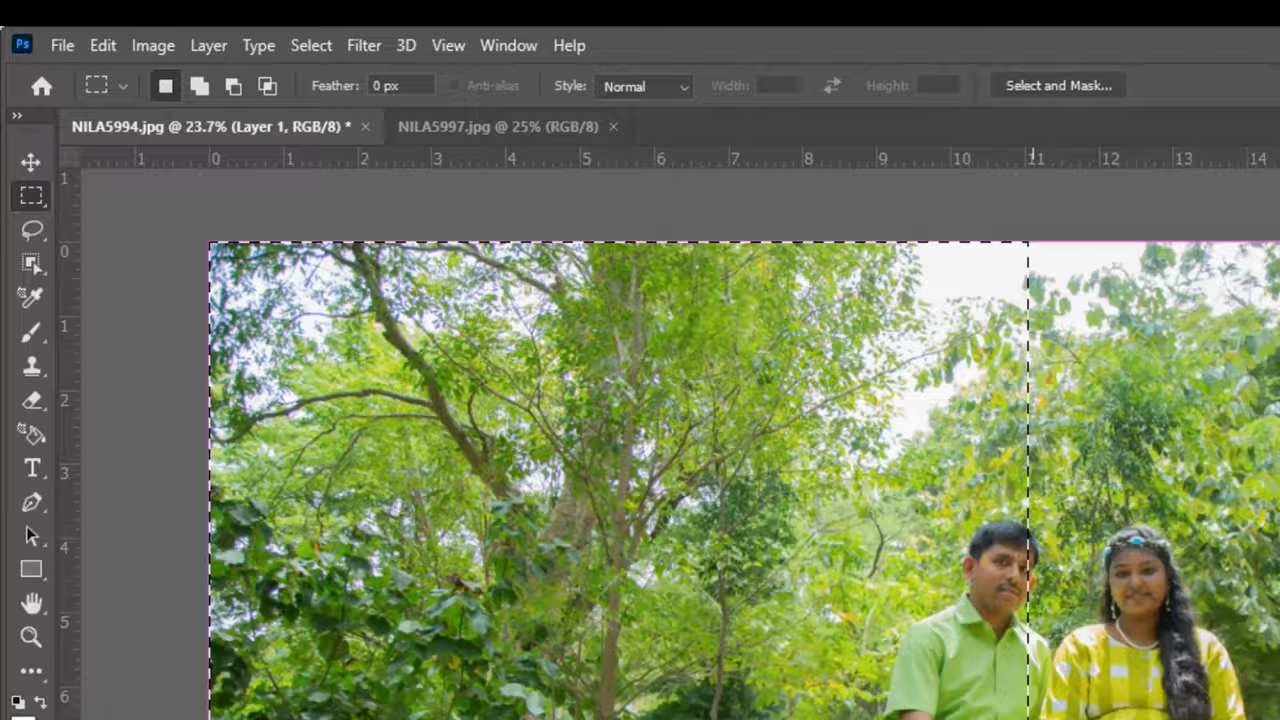 Ps File Edit Image Layer Type Select Filter 3D View Window Help
Feather: 0 px Anti-alias Style: Normal Width: Height: Select and Mask...
NILA5994.jpg @ 23.7% (Layer 1, RGB/8) * × NILA5997.jpg @ 25% (RGB/8) ×
1 0 1 2 3 4 5 6 7 8 9 10 11 12 13 14
1
0
1
2
3
4
5
6